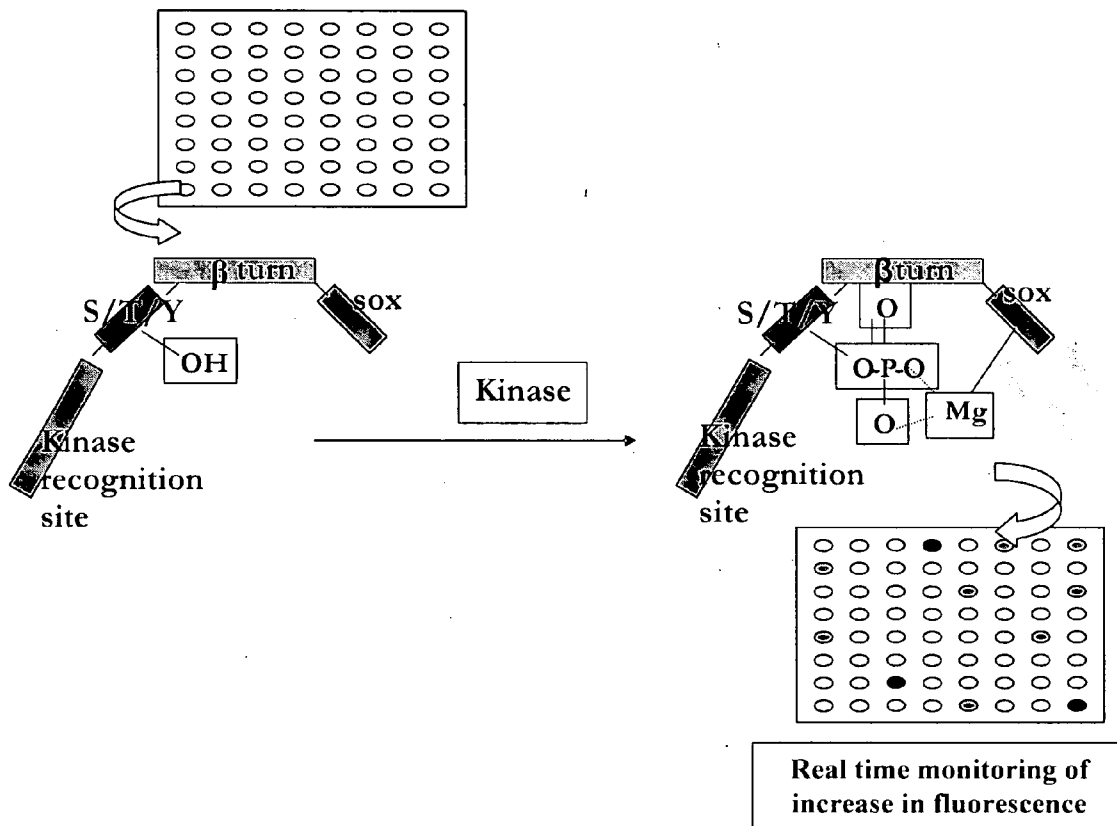 β turn
S/T/Y
sox
OH
Kinase
recognition
site
Kinase
β turn
S/T/Y
sox
O
O-P-O
O
Mg
Kinase
recognition
site
Real time monitoring of
increase in fluorescence